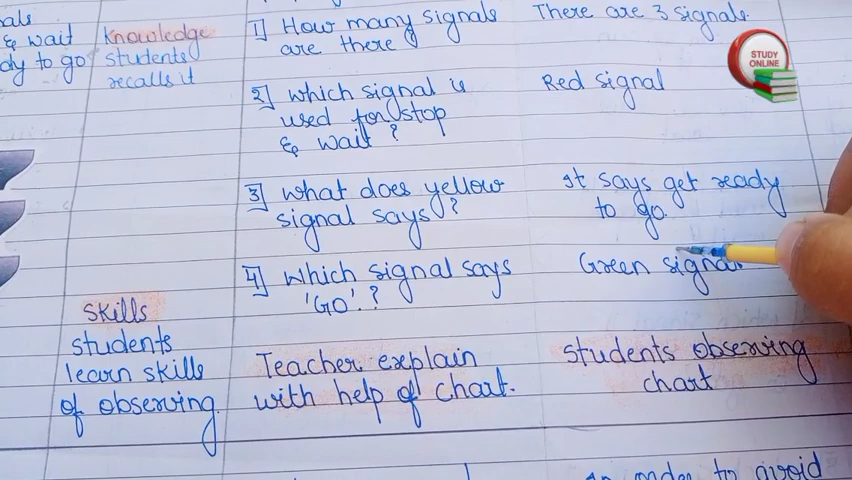 als
& wait
dy to go
Knowledge
students
recalls it
1] How many signals
are there?
There are 3 signals.
2] which signal is
used for stop
& wait?
Red signal
3] what does yellow
signal says?
It says get ready
to go.
4] Which signal says
'GO'.?
Green signal
Skills
students
learn skills
of observing.
Teacher explain
with help of chart.
students observing
chart
an order to avoid
STUDY
ONLINE